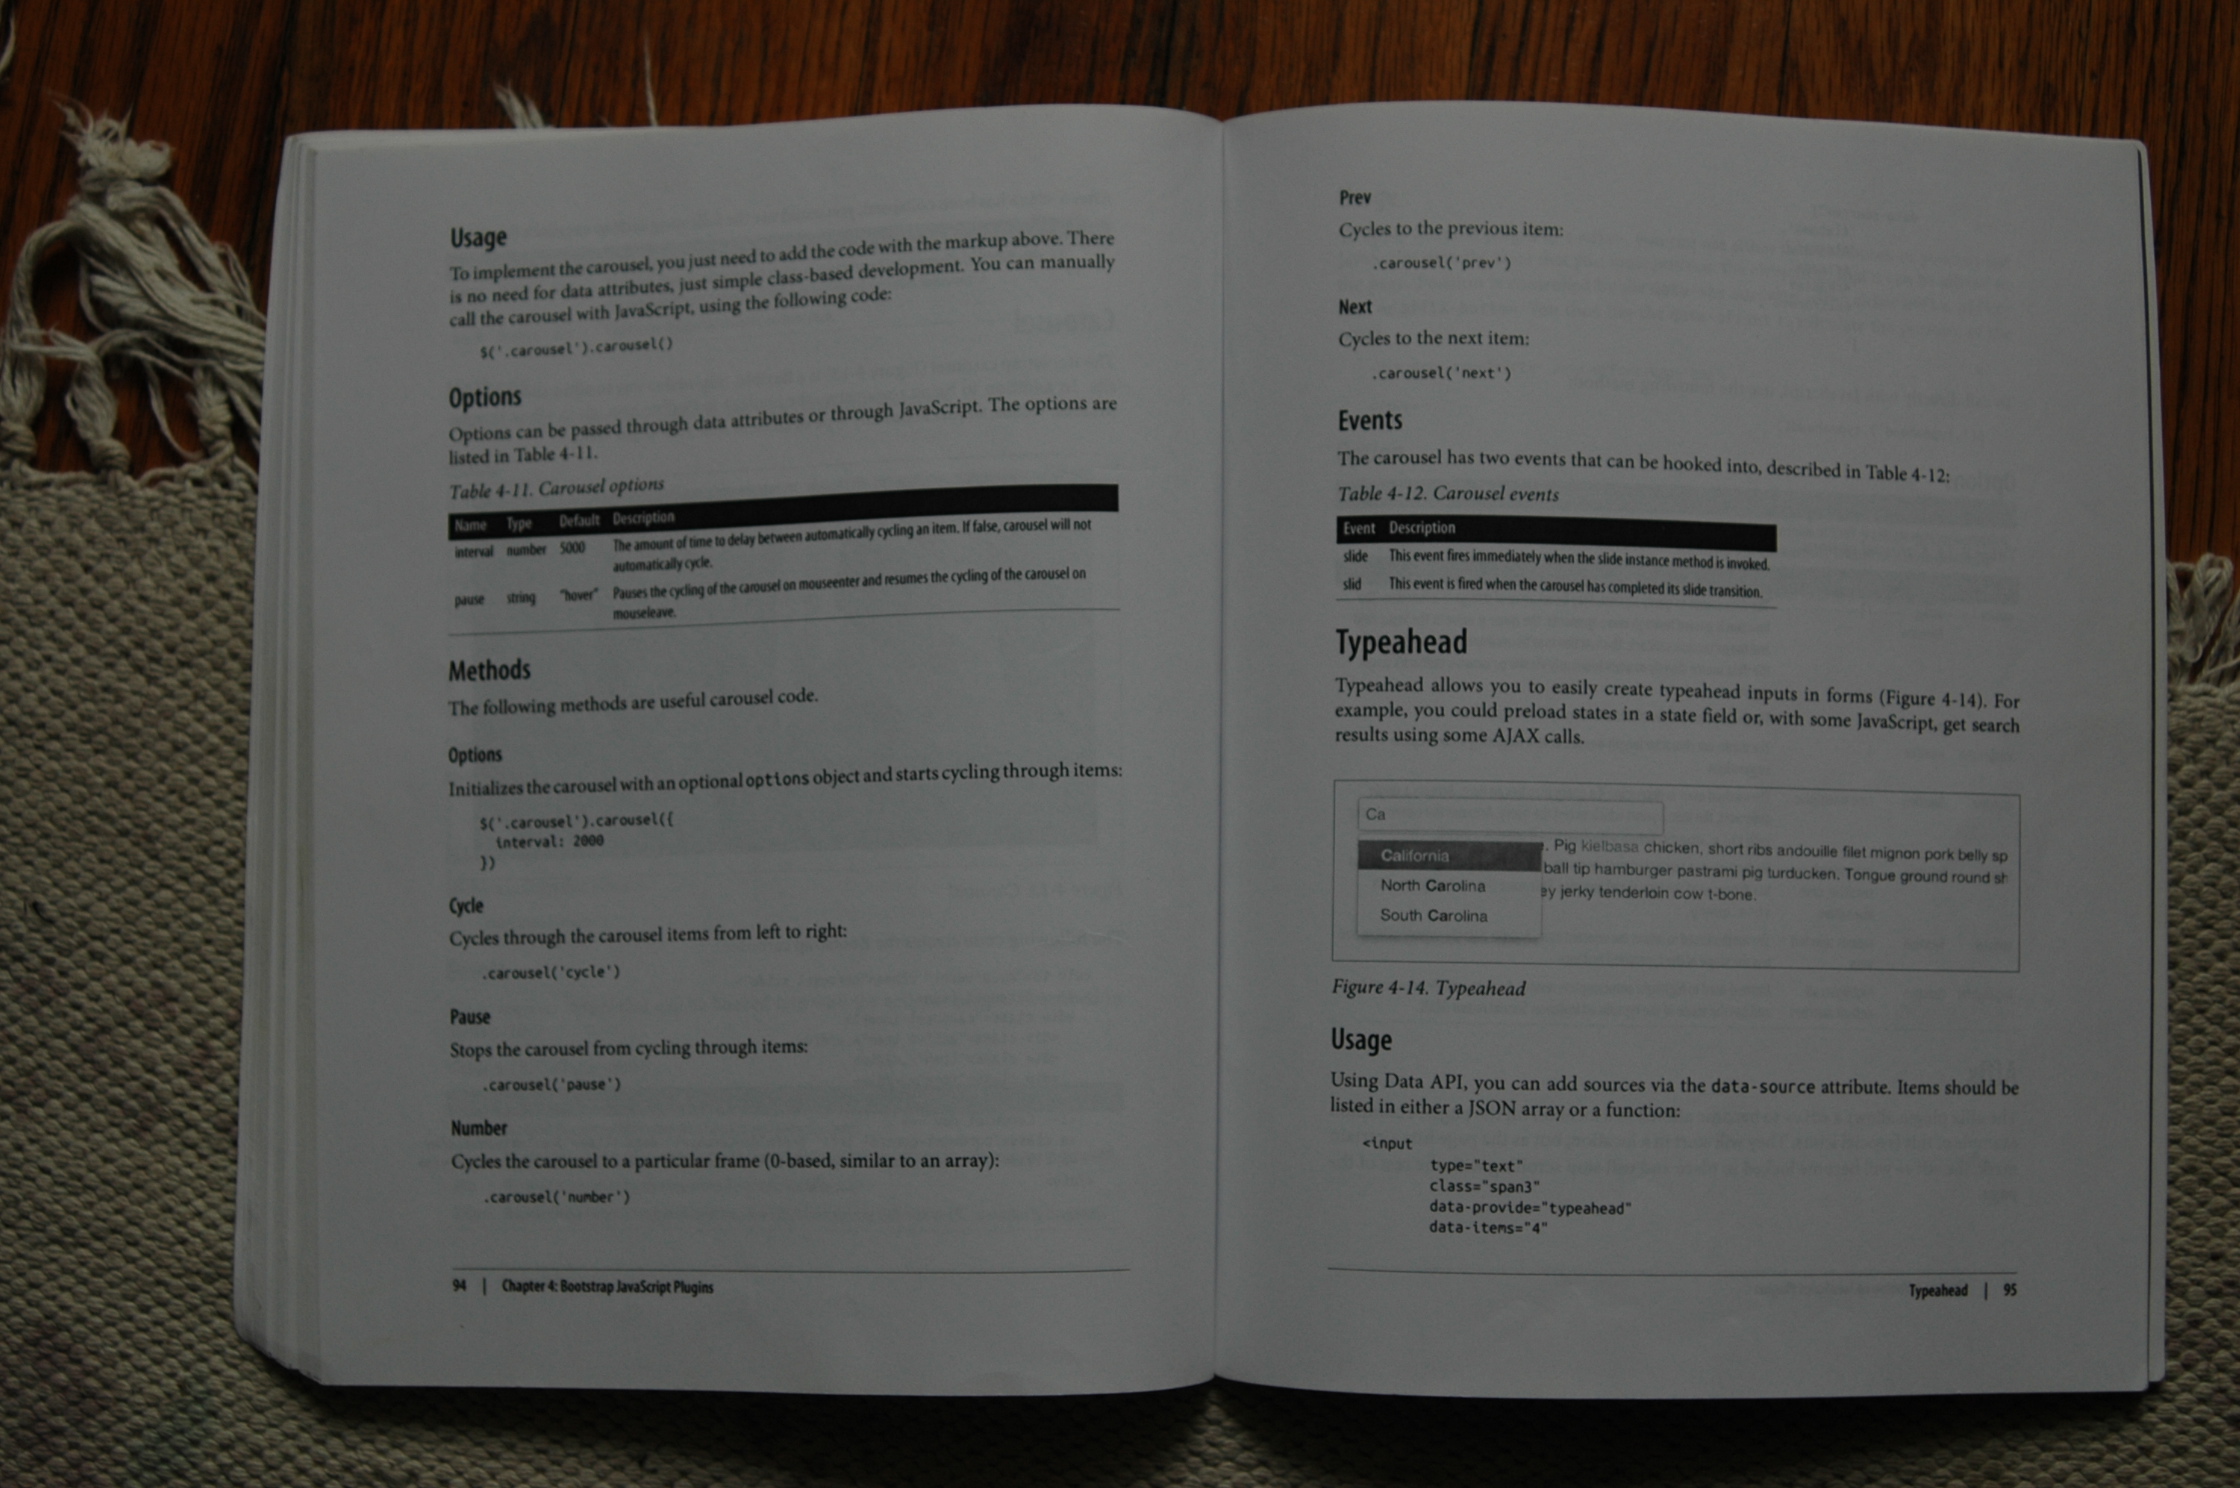 Usage
To implement the carousel, you just need to add the code with the markup above. There
is no need for data attributes, just simple class-based development. You can manually
call the carousel with JavaScript, using the following code:
$('.carousel').carousel()
Options
Options can be passed through data attributes or through JavaScript. The options are
listed in Table 4-11.
Table 4-11. Carousel options
Name Type Default Description
interval number 5000 The amount of time to delay between automatically cycling an item. If false, carousel will not
automatically cycle.
pause string "hover" Pauses the cycling of the carousel on mouseenter and resumes the cycling of the carousel on
mouseleave.
Methods
The following methods are useful carousel code.
Options
Initializes the carousel with an optional options object and starts cycling through items:
$('.carousel').carousel({
interval: 2000
})
Cycle
Cycles through the carousel items from left to right:
.carousel('cycle')
Pause
Stops the carousel from cycling through items:
.carousel('pause')
Number
Cycles the carousel to a particular frame (0-based, similar to an array):
.carousel('number')
94 | Chapter 4: Bootstrap JavaScript Plugins
Prev
Cycles to the previous item:
.carousel('prev')
Next
Cycles to the next item:
.carousel('next')
Events
The carousel has two events that can be hooked into, described in Table 4-12:
Table 4-12. Carousel events
Event Description
slide This event fires immediately when the slide instance method is invoked.
slid This event is fired when the carousel has completed its slide transition.
Typeahead
Typeahead allows you to easily create typeahead inputs in forms (Figure 4-14). For
example, you could preload states in a state field or, with some JavaScript, get search
results using some AJAX calls.
Ca
California . Pig kielbasa chicken, short ribs andouille filet mignon pork belly sp
ball tip hamburger pastrami pig turducken. Tongue ground round sh
North Carolina ey jerky tenderloin cow t-bone.
South Carolina
Figure 4-14. Typeahead
Usage
Using Data API, you can add sources via the data-source attribute. Items should be
listed in either a JSON array or a function:
<input
type="text"
class="span3"
data-provide="typeahead"
data-items="4"
Typeahead | 95